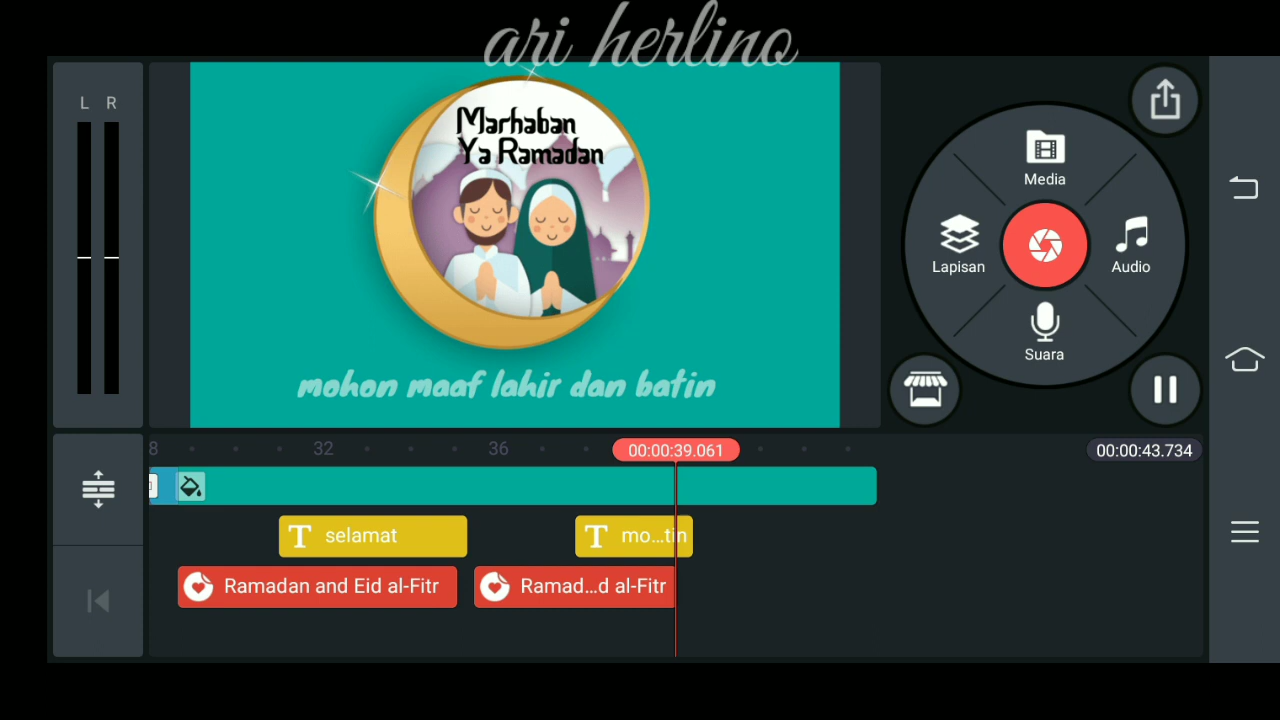 ari herlino
L R
Marhaban
Ya Ramadan
mohon maaf lahir dan batin
Media
Lapisan
Audio
Suara
8
32
36
00:00:39.061
00:00:43.734
T selamat
T mo...tin
Ramadan and Eid al-Fitr
Ramad...d al-Fitr